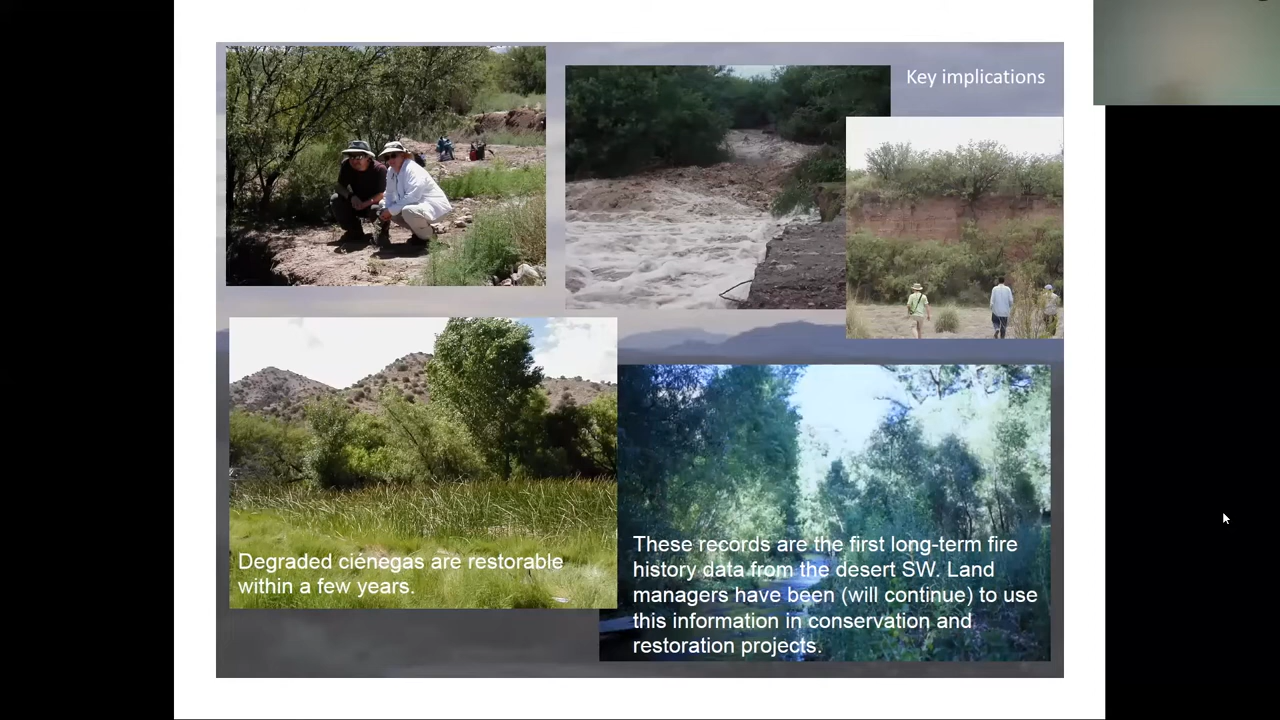 Key implications
Degraded ciénegas are restorable
within a few years.
These records are the first long-term fire
history data from the desert SW. Land
managers have been (will continue) to use
this information in conservation and
restoration projects.